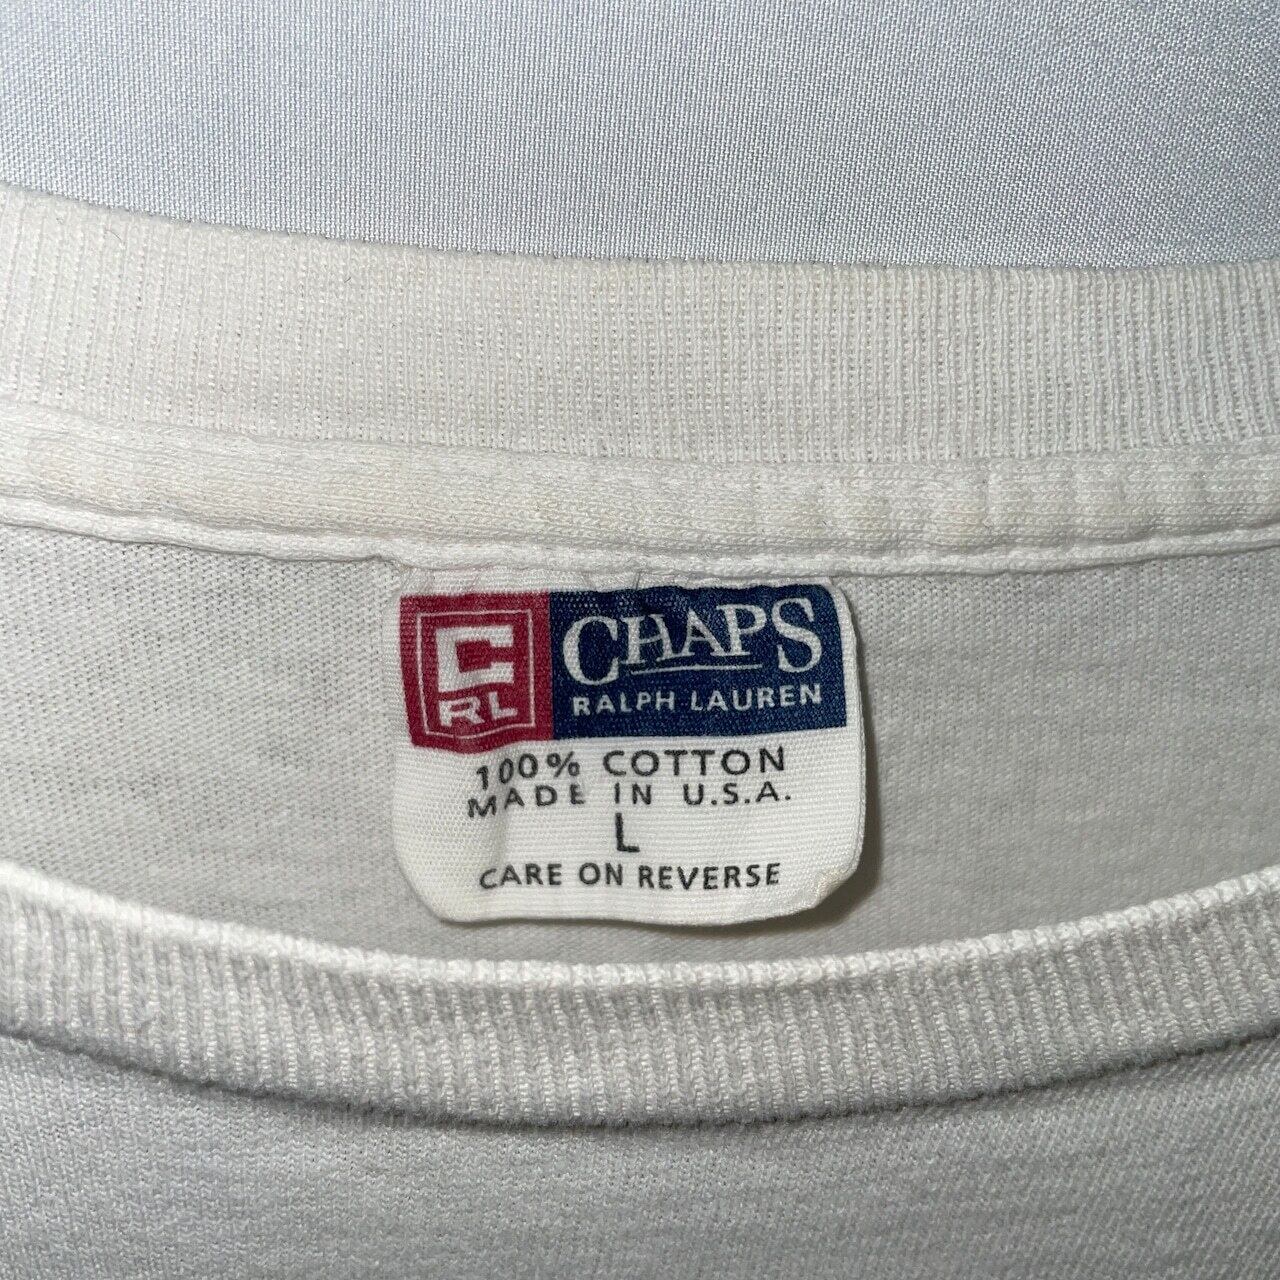 C
RL
CHAPS
RALPH LAUREN
100% COTTON
MADE IN U.S.A.
L
CARE ON REVERSE